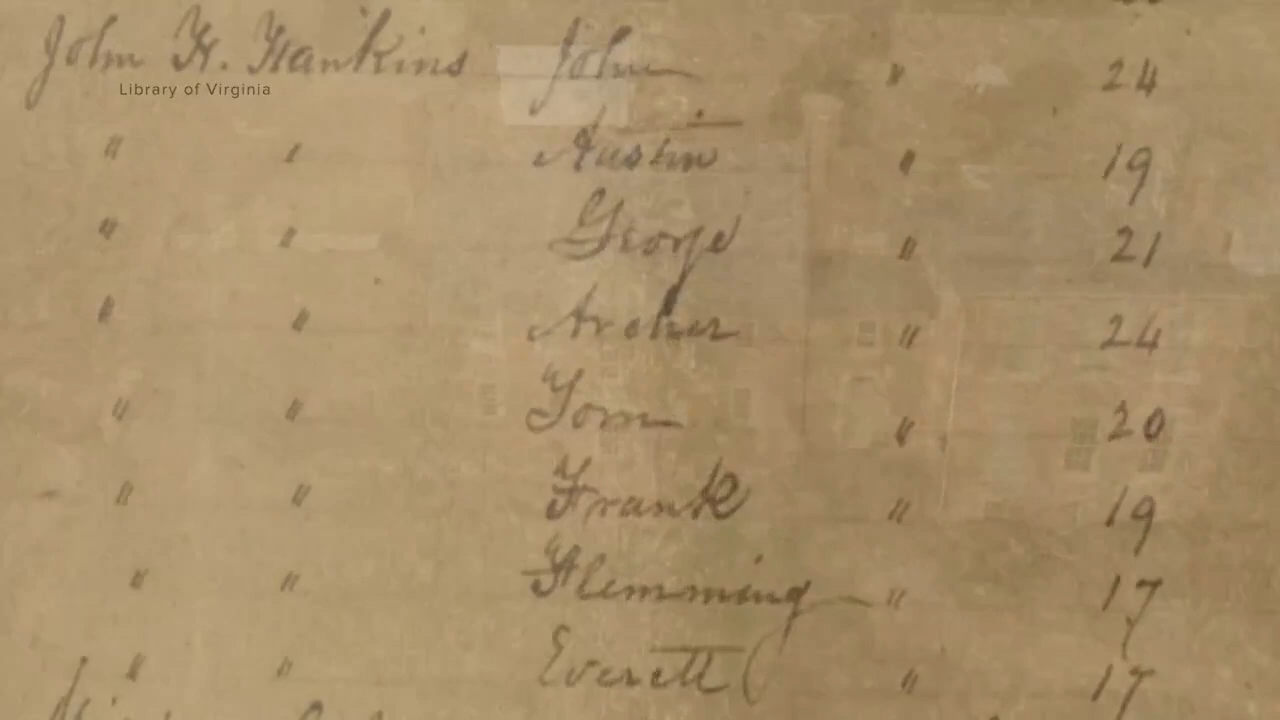 John H. Hankins John " 24
Library of Virginia
" " Austin " 19
" " George " 21
" " Archer " 24
" " Tom " 20
" " Frank " 19
" " Flemming " 17
" " Everett " 17